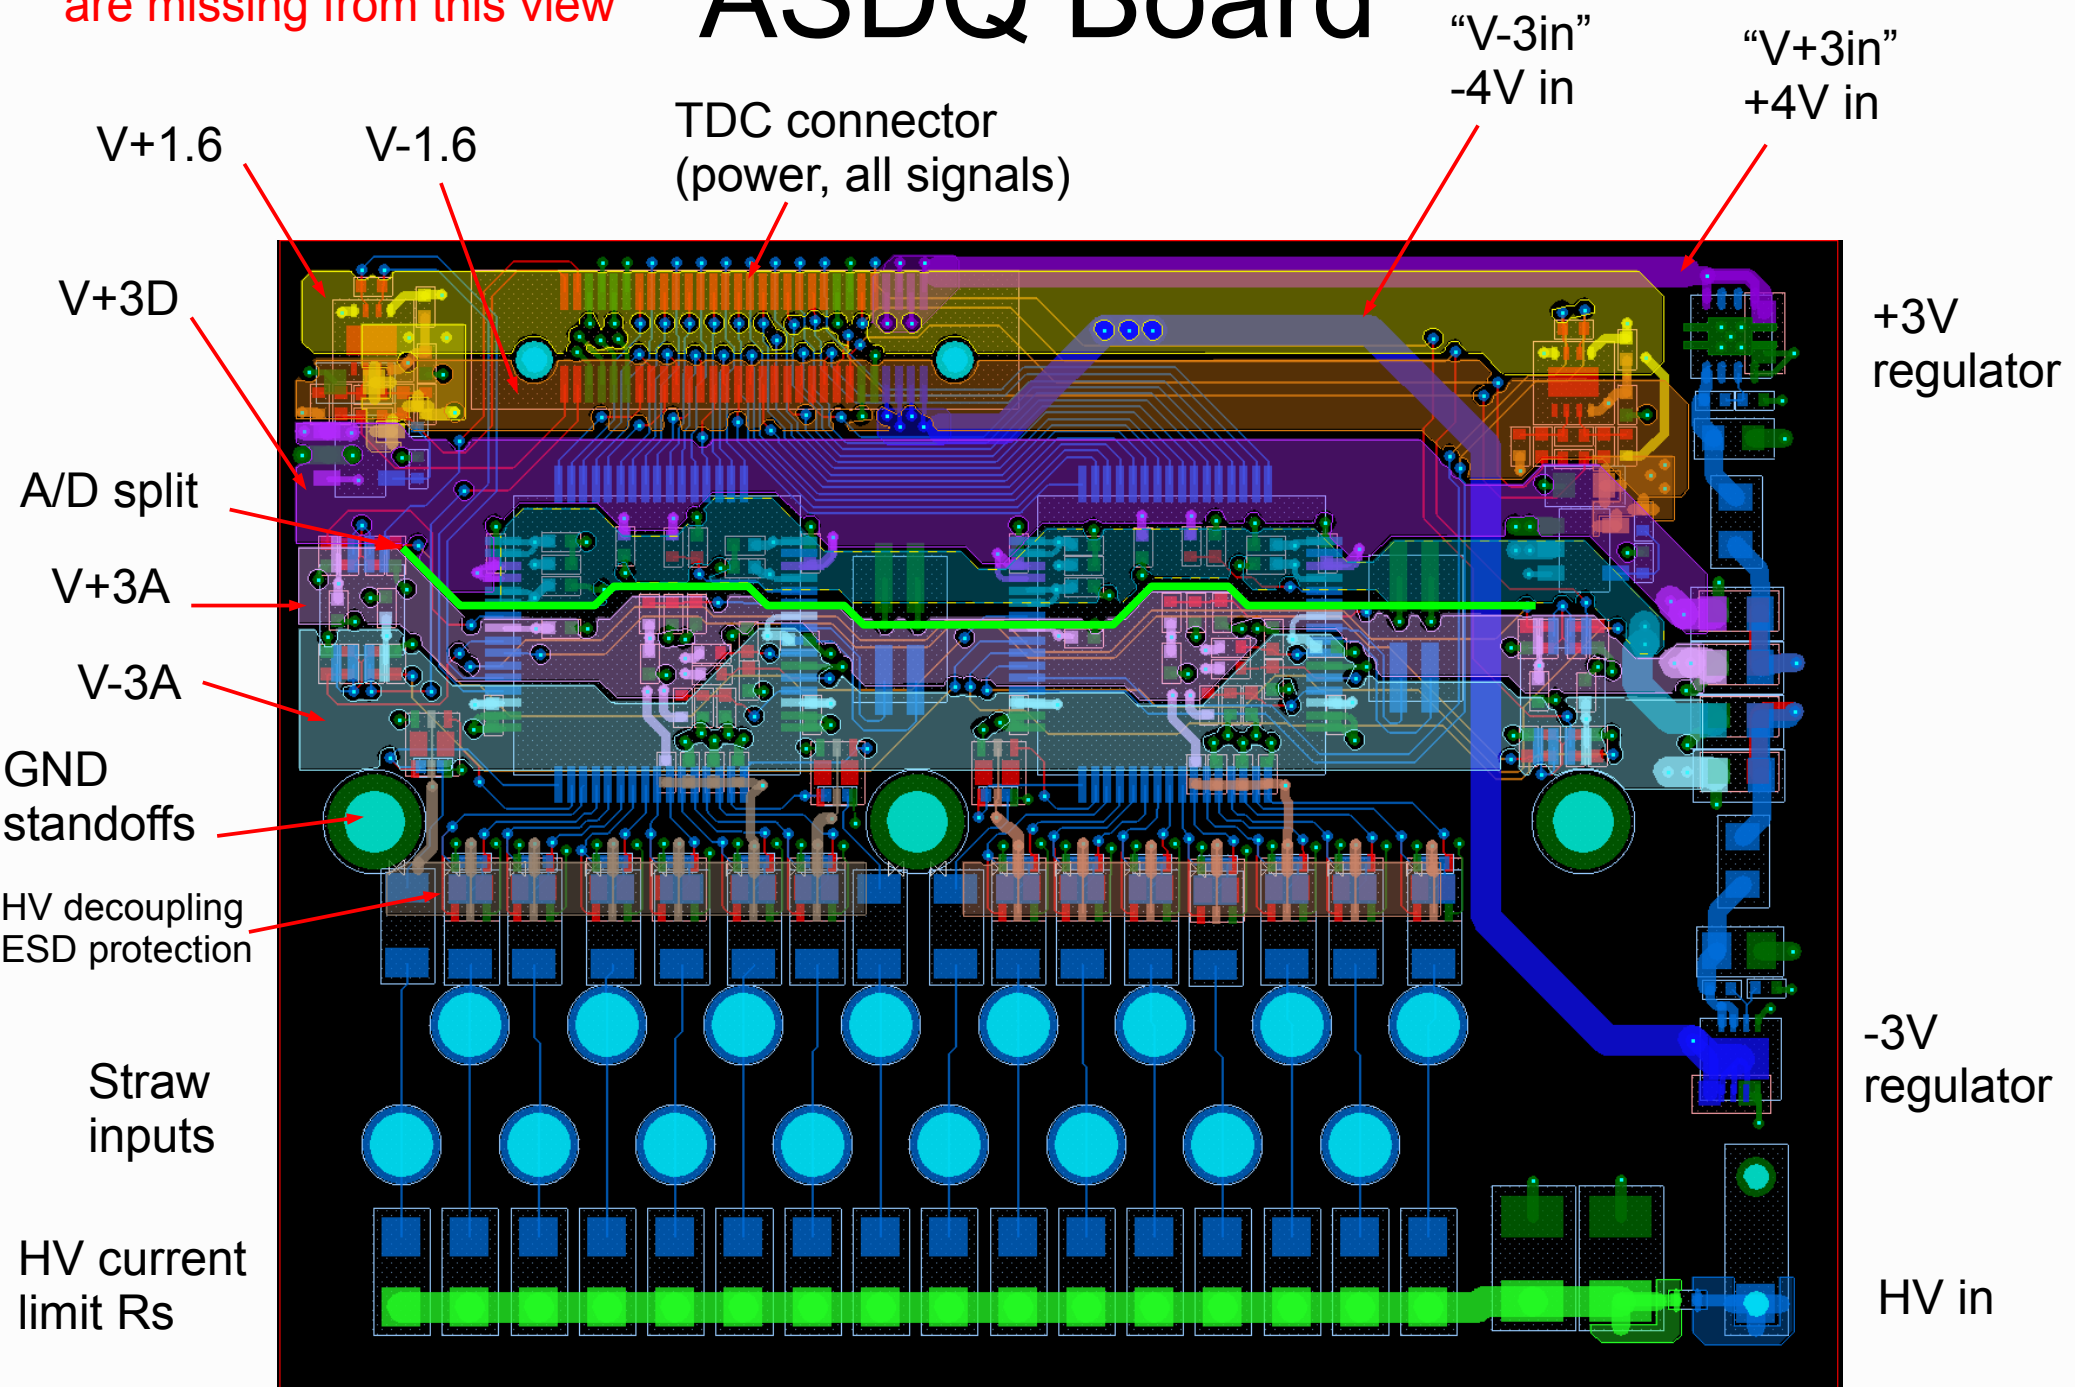 are missing from this view
ASDQ Board
“V-3in”
-4V in
“V+3in”
+4V in
TDC connector
(power, all signals)
V+1.6
V-1.6
V+3D
+3V
regulator
A/D split
V+3A
V-3A
GND
standoffs
HV decoupling
ESD protection
-3V
regulator
Straw
inputs
HV current
limit Rs
HV in